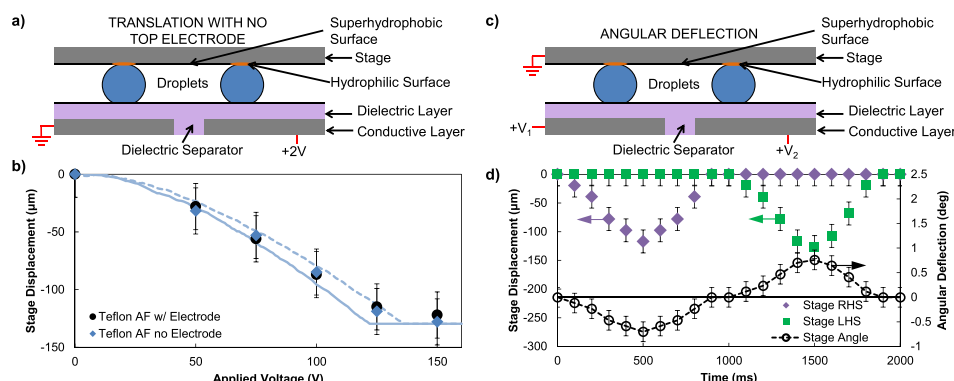 a)
TRANSLATION WITH NO
TOP ELECTRODE
Superhydrophobic
Surface
Stage
Droplets
Hydrophilic Surface
Dielectric Layer
Conductive Layer
Dielectric Separator
+2V
b)
Stage Displacement (µm)
0
-50
-100
-150
0
50
100
150
Teflon AF w/ Electrode
Teflon AF no Electrode
Applied Voltage (V)
c)
ANGULAR DEFLECTION
Superhydrophobic
Surface
Stage
Droplets
Hydrophilic Surface
Dielectric Layer
Conductive Layer
+V₁
Dielectric Separator
+V₂
d)
Stage Displacement (µm)
0
-50
-100
-150
-200
-250
-300
2.5
2
1.5
1
0.5
0
-0.5
-1
Angular Deflection (deg)
Stage RHS
Stage LHS
Stage Angle
0
500
1000
1500
2000
Time (ms)